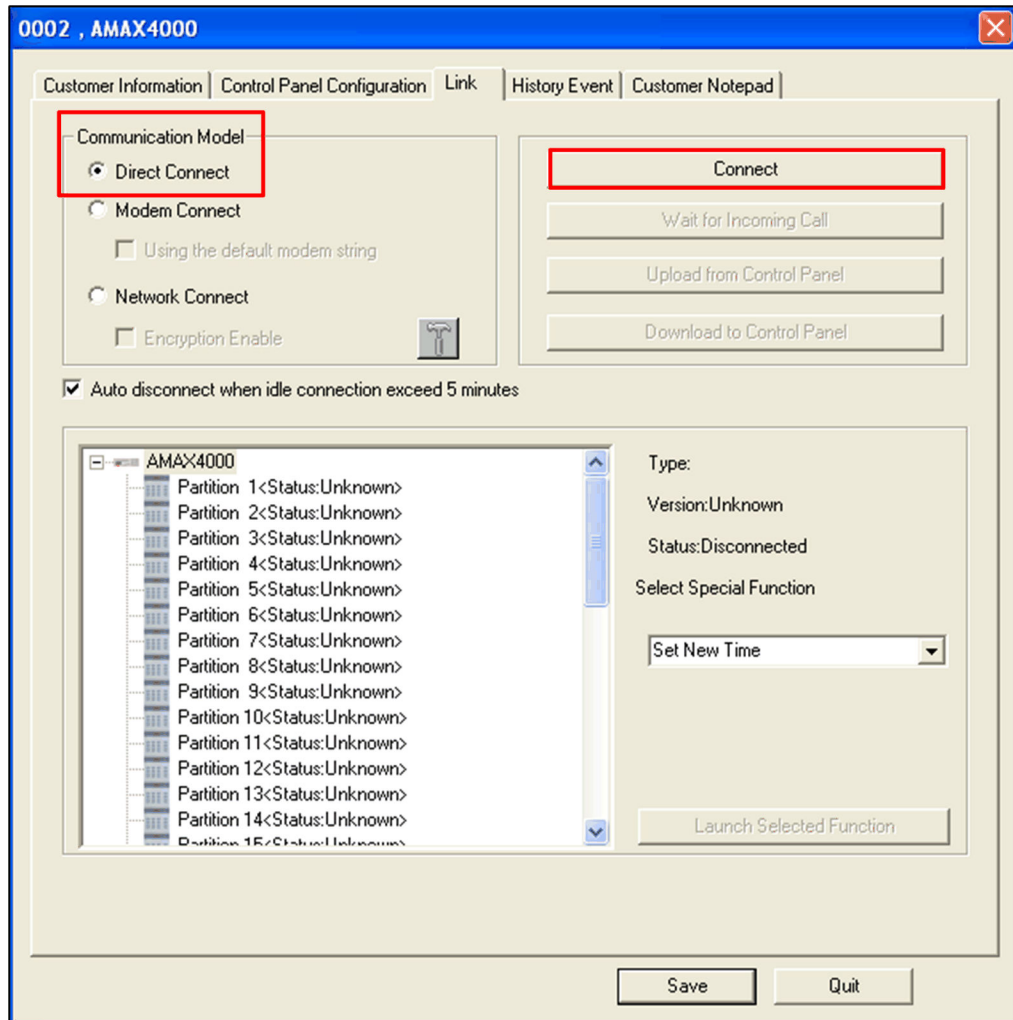 0002 , AMAX4000
Customer Information
Control Panel Configuration
Link
History Event
Customer Notepad
Communication Model
Direct Connect
Modem Connect
Using the default modem string
Network Connect
Encryption Enable
Connect
Wait for Incoming Call
Upload from Control Panel
Download to Control Panel
Auto disconnect when idle connection exceed 5 minutes
AMAX4000
Partition 1<Status:Unknown>
Partition 2<Status:Unknown>
Partition 3<Status:Unknown>
Partition 4<Status:Unknown>
Partition 5<Status:Unknown>
Partition 6<Status:Unknown>
Partition 7<Status:Unknown>
Partition 8<Status:Unknown>
Partition 9<Status:Unknown>
Partition 10<Status:Unknown>
Partition 11<Status:Unknown>
Partition 12<Status:Unknown>
Partition 13<Status:Unknown>
Partition 14<Status:Unknown>
Partition 15<Status:Unknown>
Type:
Version:Unknown
Status:Disconnected
Select Special Function
Set New Time
Launch Selected Function
Save
Quit